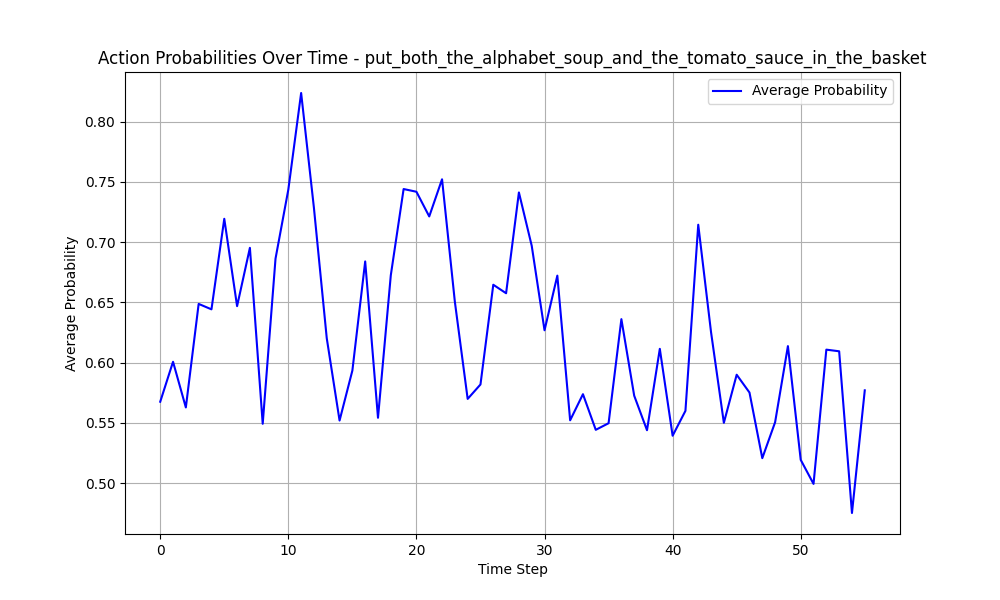 Action Probabilities Over Time - put_both_the_alphabet_soup_and_the_tomato_sauce_in_the_basket
Average Probability
0.80
0.75
0.70
0.65
0.60
0.55
0.50
Average Probability
0 10 20 30 40 50
Time Step